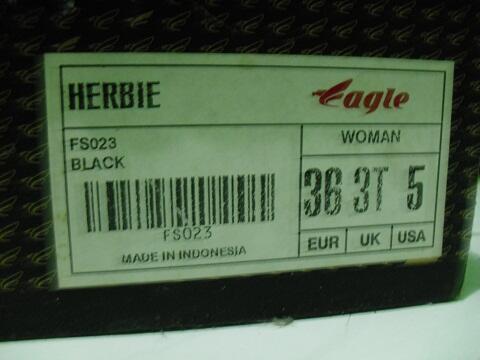 HERBIE
Eagle
FS023
BLACK
FS023
MADE IN INDONESIA
WOMAN
36 3T 5
EUR UK USA